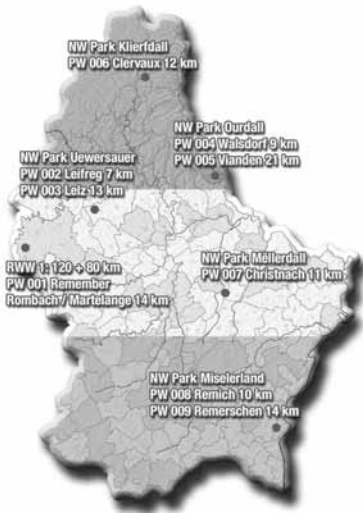 NW Park Klierfdall
PW 006 Clervaux 12 km
NW Park Ourdall
PW 004 Walsdorf 9 km
PW 005 Vianden 21 km
NW Park Uewersauer
PW 002 Leifreg 7 km
PW 003 Leiz 13 km
RWW 1: 120 + 80 km
PW 001 Remember
Rombach / Martelange 14 km
NW Park Mëllerdall
PW 007 Christnach 11 km
NW Park Miselerland
PW 008 Remich 10 km
PW 009 Remerschen 14 km